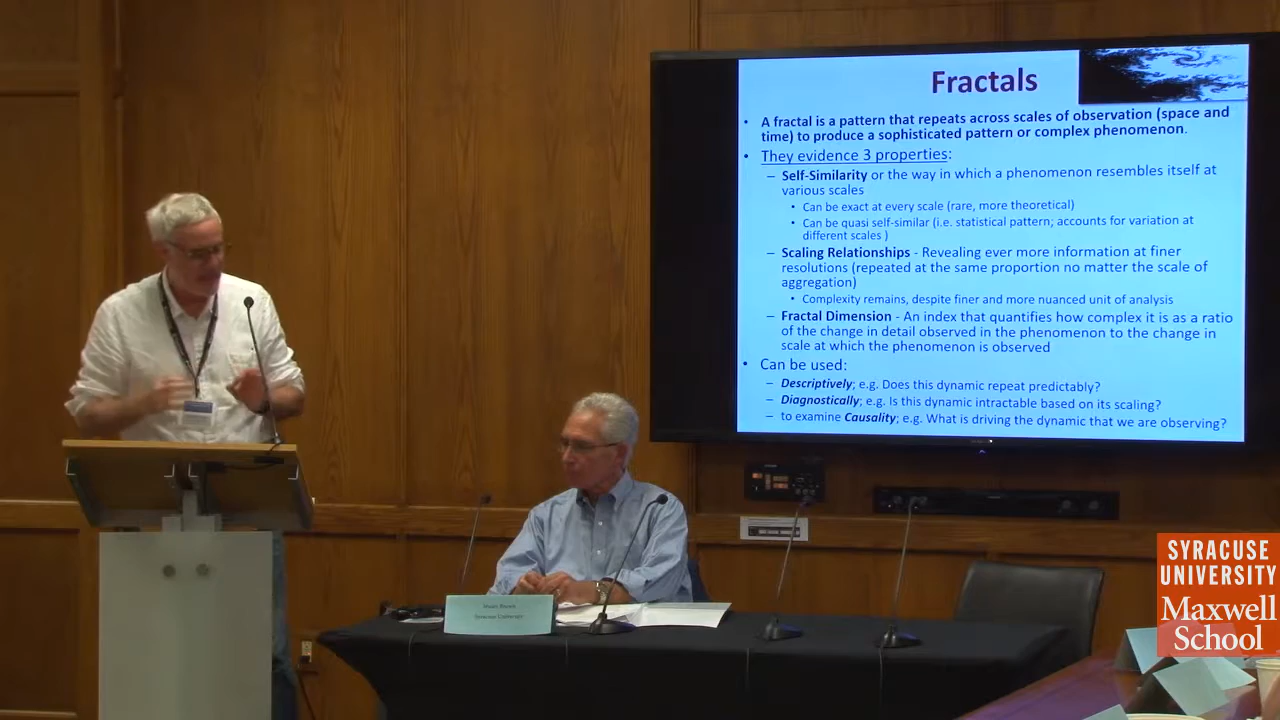 Fractals
• A fractal is a pattern that repeats across scales of observation (space and
time) to produce a sophisticated pattern or complex phenomenon.
• They evidence 3 properties:
– Self-Similarity or the way in which a phenomenon resembles itself at
various scales
• Can be exact at every scale (rare, more theoretical)
• Can be quasi self-similar (i.e. statistical pattern; accounts for variation at
different scales )
– Scaling Relationships - Revealing ever more information at finer
resolutions (repeated at the same proportion no matter the scale of
aggregation)
• Complexity remains, despite finer and more nuanced unit of analysis
– Fractal Dimension - An index that quantifies how complex it is as a ratio
of the change in detail observed in the phenomenon to the change in
scale at which the phenomenon is observed
• Can be used:
– Descriptively; e.g. Does this dynamic repeat predictably?
– Diagnostically; e.g. Is this dynamic intractable based on its scaling?
– to examine Causality; e.g. What is driving the dynamic that we are observing?
Syracuse University
SYRACUSE
UNIVERSITY
Maxwell
School